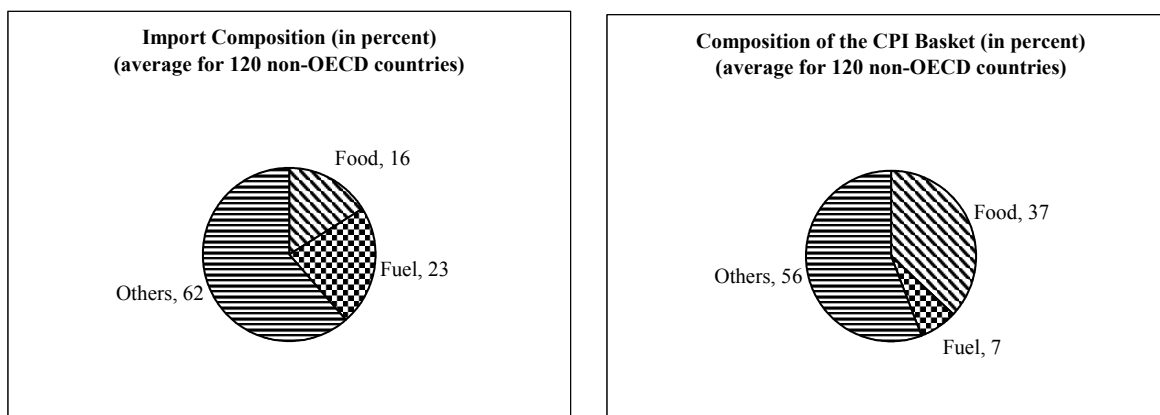 Import Composition (in percent)
(average for 120 non-OECD countries)
Food, 16
Fuel, 23
Others, 62
Composition of the CPI Basket (in percent)
(average for 120 non-OECD countries)
Food, 37
Others, 56
Fuel, 7